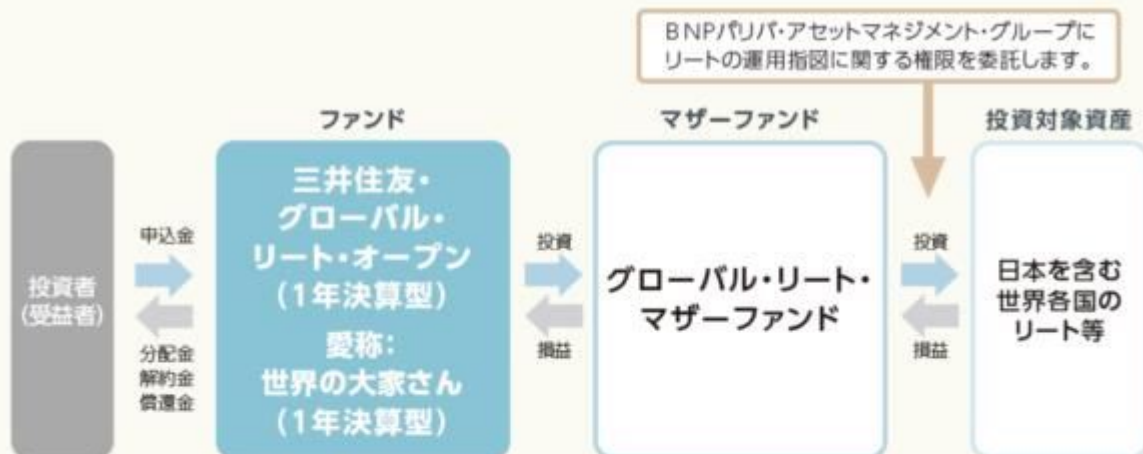 BNPパリバ・アセットマネジメント・グループに
リートの運用指図に関する権限を委託します。
ファンド
マザーファンド
投資対象資産
投資者
(受益者)
申込金
分配金
解約金
償還金
三井住友・
グローバル・
リート・オープン
(1年決算型)
愛称:
世界の大家さん
(1年決算型)
投資
損益
グローバル・リート・
マザーファンド
投資
損益
日本を含む
世界各国の
リート等